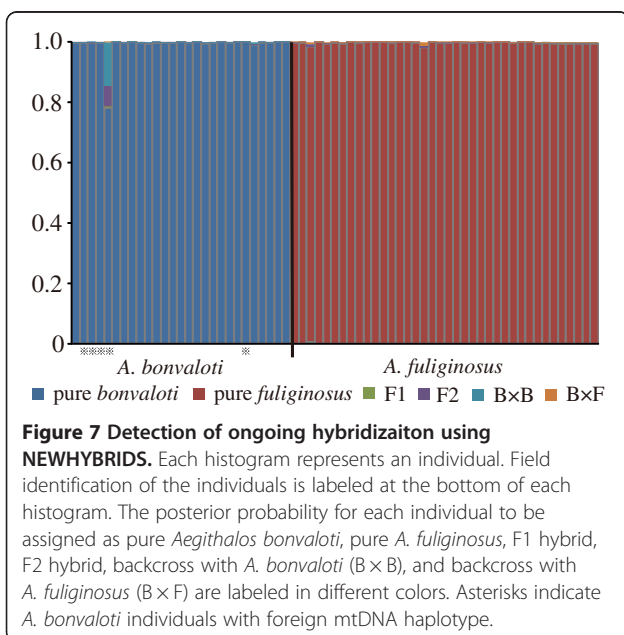 1.0
0.8
0.6
0.4
0.2
0
※※※※ ※
A. bonvaloti A. fuliginosus
pure bonvaloti pure fuliginosus F1 F2 B×B B×F
Figure 7 Detection of ongoing hybridizaiton using
NEWHYBRIDS. Each histogram represents an individual. Field
identification of the individuals is labeled at the bottom of each
histogram. The posterior probability for each individual to be
assigned as pure Aegithalos bonvaloti, pure A. fuliginosus, F1 hybrid,
F2 hybrid, backcross with A. bonvaloti (B × B), and backcross with
A. fuliginosus (B × F) are labeled in different colors. Asterisks indicate
A. bonvaloti individuals with foreign mtDNA haplotype.